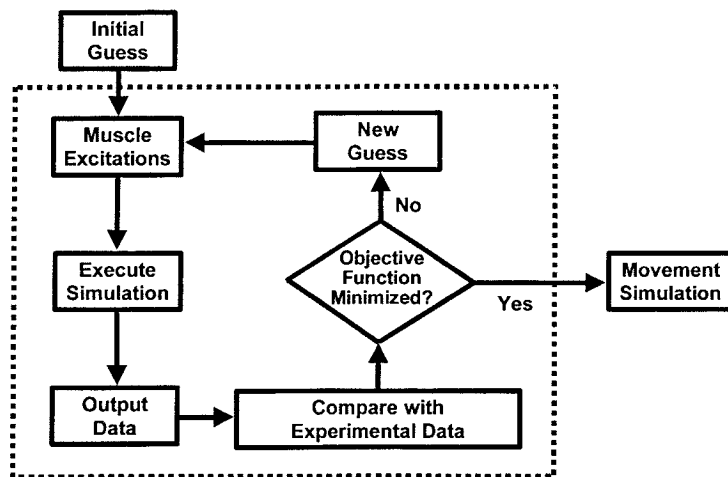 Initial
Guess
Muscle
Excitations
New
Guess
No
Execute
Simulation
Objective
Function
Minimized?
Yes
Movement
Simulation
Output
Data
Compare with
Experimental Data